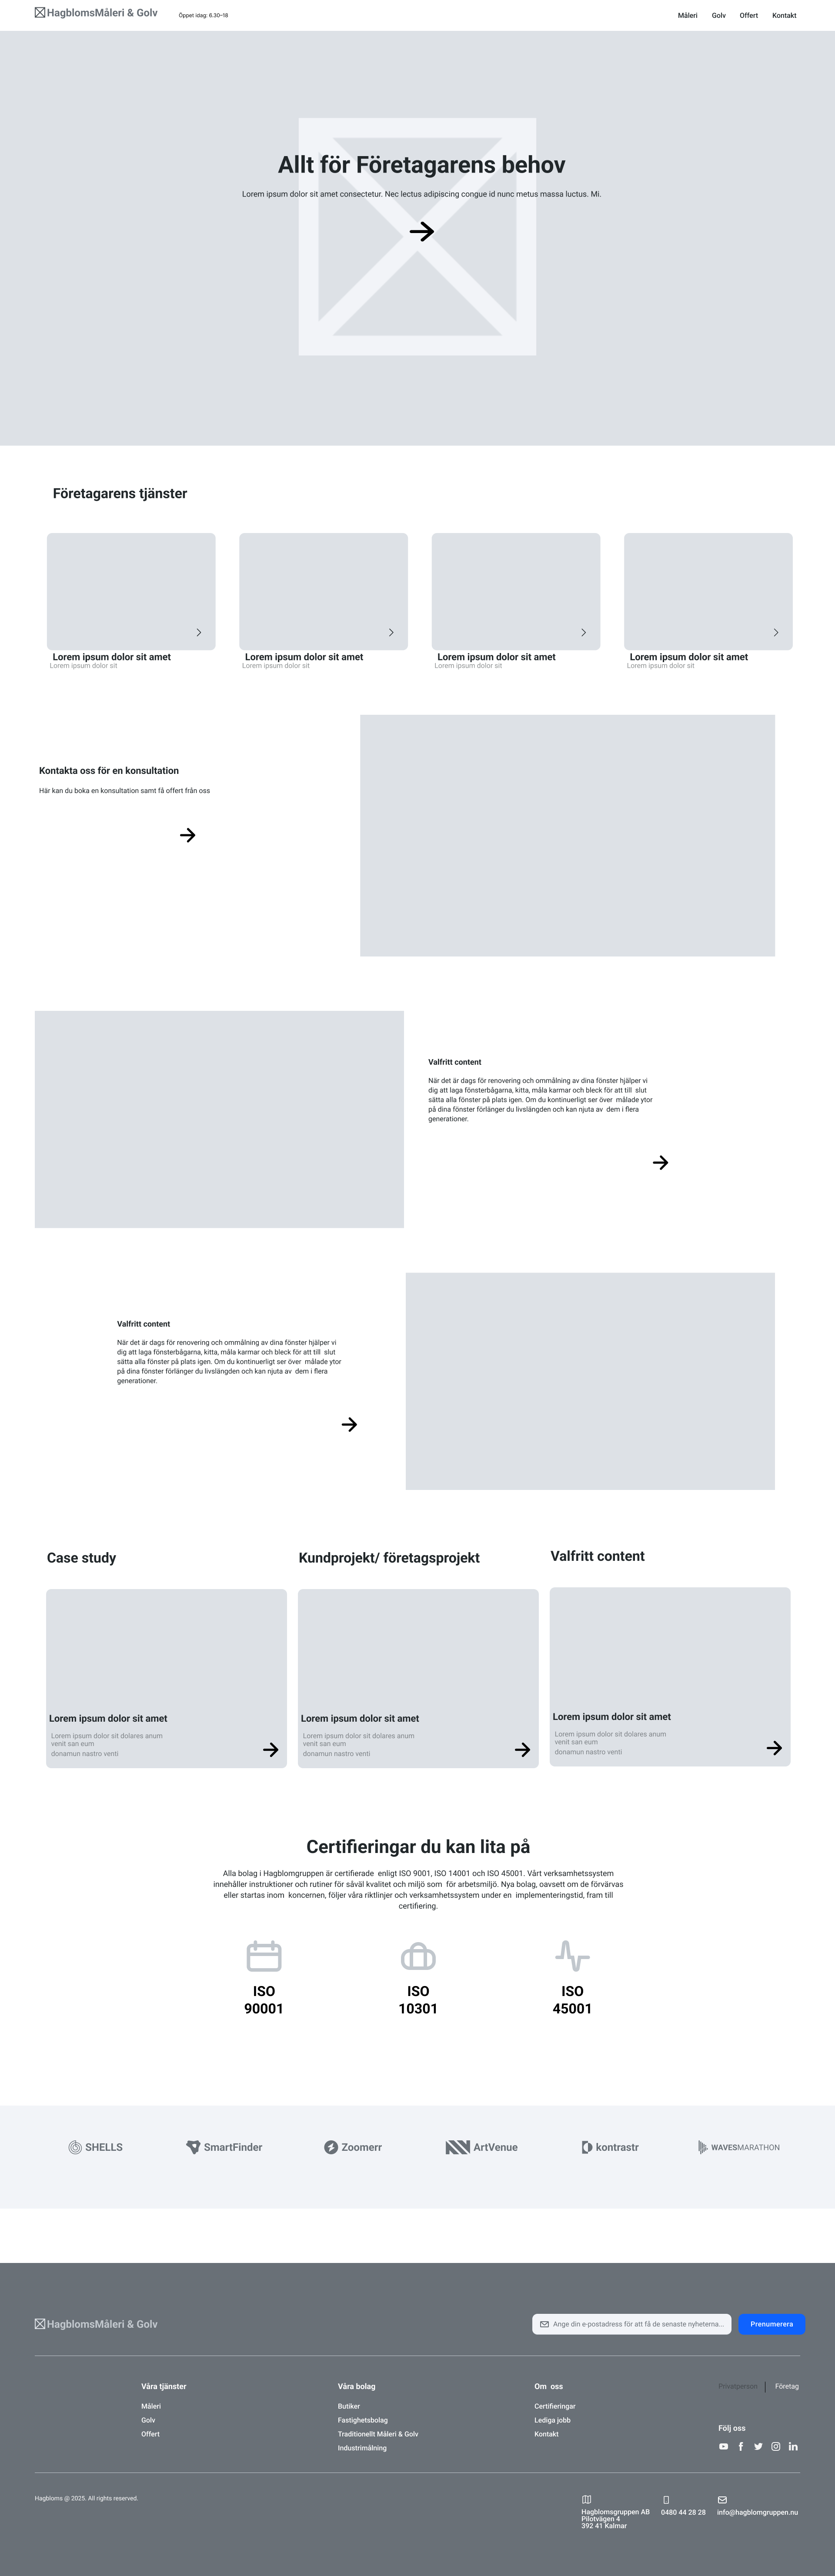 HagblomsMåleri & Golv
Öppet idag: 6.30–18
Måleri
Golv
Offert
Kontakt
Allt för Företagarens behov
Lorem ipsum dolor sit amet consectetur. Nec lectus adipiscing congue id nunc metus massa luctus. Mi.
Företagarens tjänster
Lorem ipsum dolor sit amet
Lorem ipsum dolor sit
Lorem ipsum dolor sit amet
Lorem ipsum dolor sit
Lorem ipsum dolor sit amet
Lorem ipsum dolor sit
Lorem ipsum dolor sit amet
Lorem ipsum dolor sit
Kontakta oss för en konsultation
Här kan du boka en konsultation samt få offert från oss
Valfritt content
När det är dags för renovering och ommålning av dina fönster hjälper vi
dig att laga fönsterbågarna, kitta, måla karmar och bleck för att till  slut
sätta alla fönster på plats igen. Om du kontinuerligt ser över  målade ytor
på dina fönster förlänger du livslängden och kan njuta av  dem i flera
generationer.
Valfritt content
När det är dags för renovering och ommålning av dina fönster hjälper vi
dig att laga fönsterbågarna, kitta, måla karmar och bleck för att till  slut
sätta alla fönster på plats igen. Om du kontinuerligt ser över  målade ytor
på dina fönster förlänger du livslängden och kan njuta av  dem i flera
generationer.
Case study
Lorem ipsum dolor sit amet
Lorem ipsum dolor sit dolares anum
venit san eum
donamun nastro venti
Kundprojekt/ företagsprojekt
Lorem ipsum dolor sit amet
Lorem ipsum dolor sit dolares anum
venit san eum
donamun nastro venti
Valfritt content
Lorem ipsum dolor sit amet
Lorem ipsum dolor sit dolares anum
venit san eum
donamun nastro venti
Certifieringar du kan lita på
Alla bolag i Hagblomgruppen är certifierade  enligt ISO 9001, ISO 14001 och ISO 45001. Vårt verksamhetssystem
innehåller instruktioner och rutiner för såväl kvalitet och miljö som  för arbetsmiljö. Nya bolag, oavsett om de förvärvas
eller startas inom  koncernen, följer våra riktlinjer och verksamhetssystem under en  implementeringstid, fram till
certifiering.
ISO
90001
ISO
10301
ISO
45001
SHELLS
SmartFinder
Zoomerr
ArtVenue
kontrastr
WAVESMARATHON
HagblomsMåleri & Golv
Ange din e-postadress för att få de senaste nyheterna...
Prenumerera
Våra tjänster
Måleri
Golv
Offert
Våra bolag
Butiker
Fastighetsbolag
Traditionellt Måleri & Golv
Industrimålning
Om  oss
Certifieringar
Lediga jobb
Kontakt
Privatperson
Företag
Följ oss
Hagbloms @ 2025. All rights reserved.
Hagblomsgruppen AB
Pilotvägen 4
392 41 Kalmar
0480 44 28 28
info@hagblomgruppen.nu